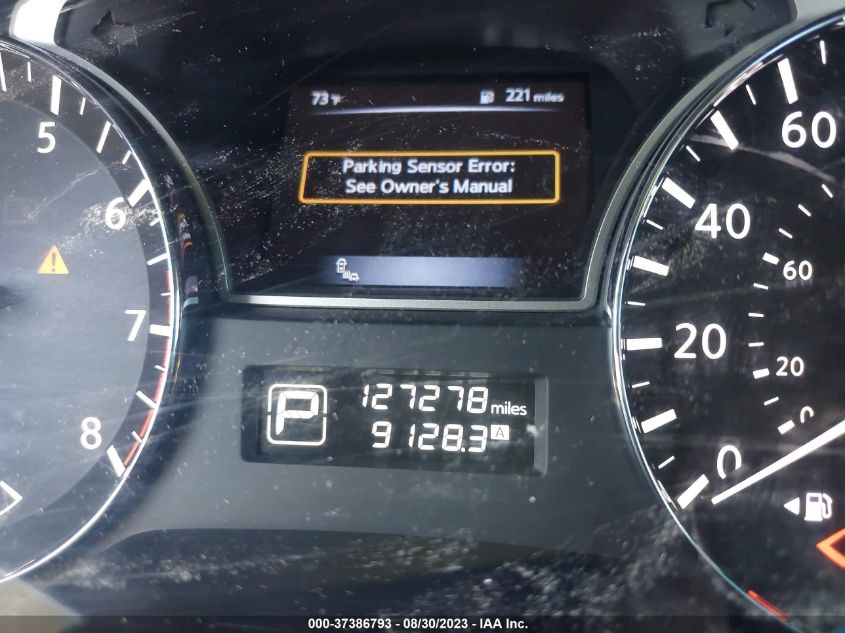 73°F 221 miles
Parking Sensor Error:
See Owner's Manual
5
6
7
8
60
40
20
0
60
20
0
P
127278 miles
9128.3 A
000-37386793 - 08/30/2023 - IAA Inc.